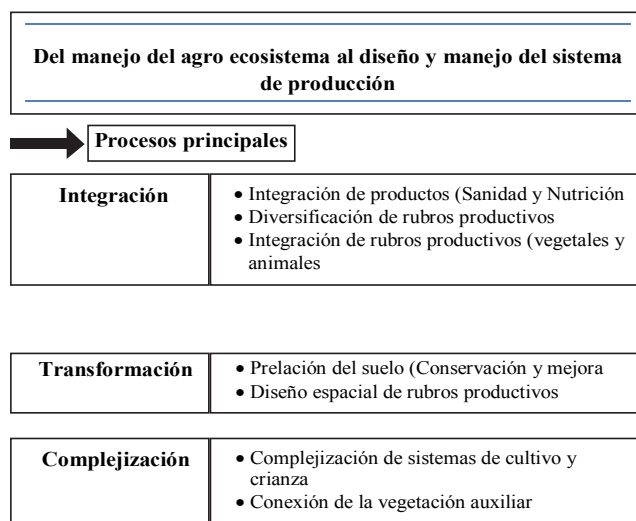 Del manejo del agro ecosistema al diseño y manejo del sistema
de producción
Procesos principales
Integración
• Integración de productos (Sanidad y Nutrición
• Diversificación de rubros productivos
• Integración de rubros productivos (vegetales y
animales
Transformación
• Prelación del suelo (Conservación y mejora
• Diseño espacial de rubros productivos
Complejización
• Complejización de sistemas de cultivo y
crianza
• Conexión de la vegetación auxiliar